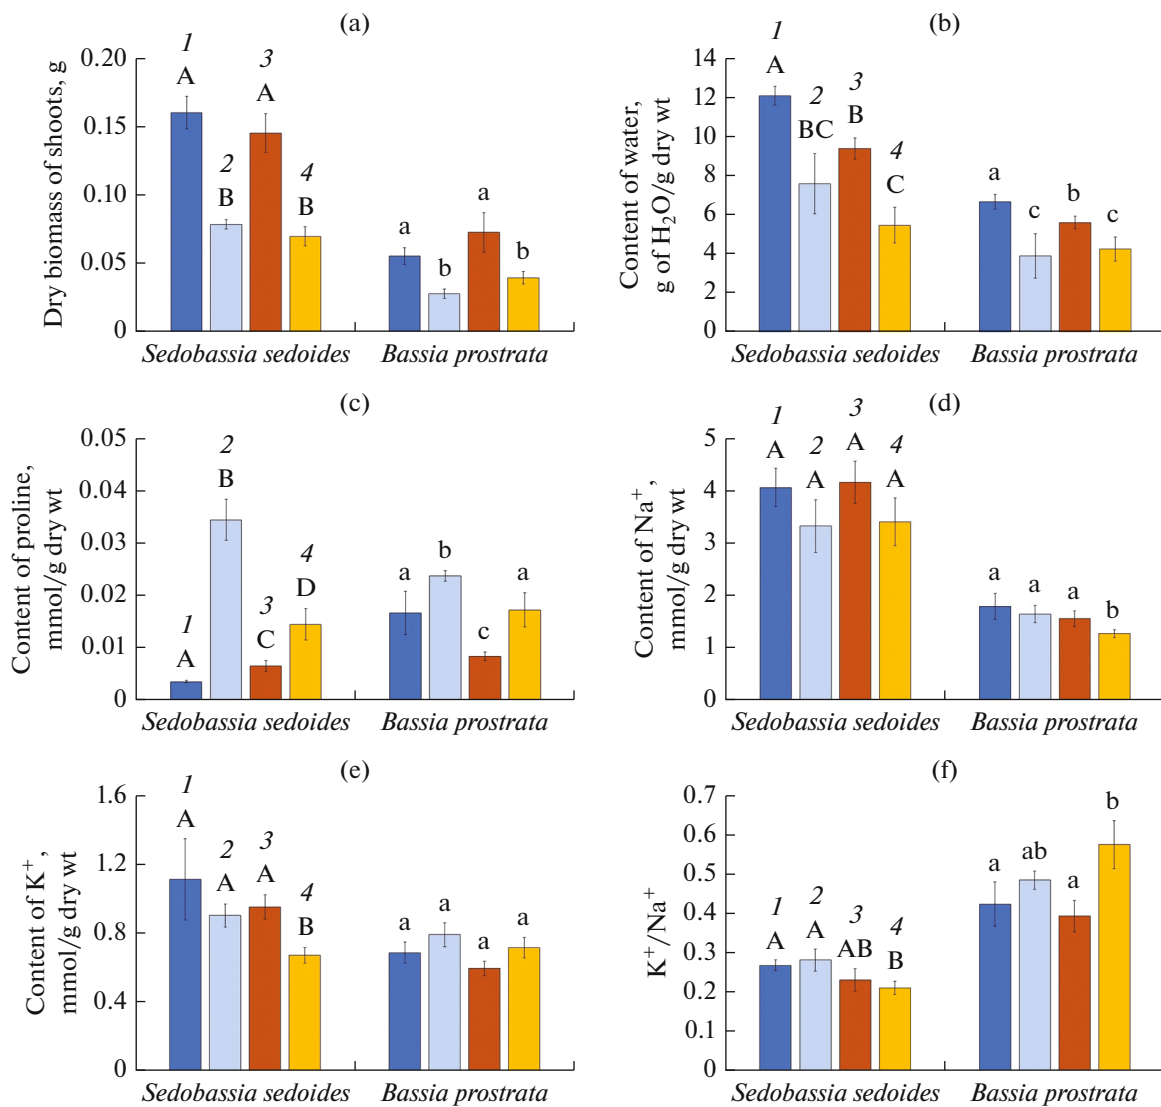 (a)
Dry biomass of shoots, g
0.20
0.15
0.10
0.05
0
1
A
2
B
3
A
4
B
a
b
a
b
Sedobassia sedoides
Bassia prostrata
(b)
Content of water,
g of H₂O/g dry wt
14
12
10
8
6
4
2
0
1
A
2
BC
3
B
4
C
a
c
b
c
Sedobassia sedoides
Bassia prostrata
(c)
Content of proline,
mmol/g dry wt
0.05
0.04
0.03
0.02
0.01
0
1
A
2
B
3
C
4
D
a
b
c
a
Sedobassia sedoides
Bassia prostrata
(d)
Content of Na⁺,
mmol/g dry wt
5
4
3
2
1
0
1
A
2
A
3
A
4
A
a
a
a
b
Sedobassia sedoides
Bassia prostrata
(e)
Content of K⁺,
mmol/g dry wt
1.6
1.2
0.8
0.4
0
1
A
2
A
3
A
4
B
a
a
a
a
Sedobassia sedoides
Bassia prostrata
(f)
K⁺/Na⁺
0.7
0.6
0.5
0.4
0.3
0.2
0.1
0
1
A
2
A
3
AB
4
B
a
ab
a
b
Sedobassia sedoides
Bassia prostrata